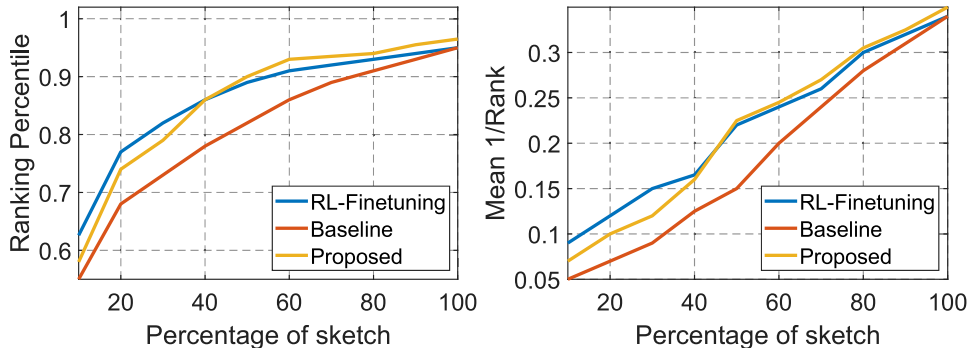 Ranking Percentile
1
0.9
0.8
0.7
0.6
20 40 60 80 100
Percentage of sketch
RL-Finetuning
Baseline
Proposed
Mean 1/Rank
0.3
0.25
0.2
0.15
0.1
0.05
20 40 60 80 100
Percentage of sketch
RL-Finetuning
Baseline
Proposed